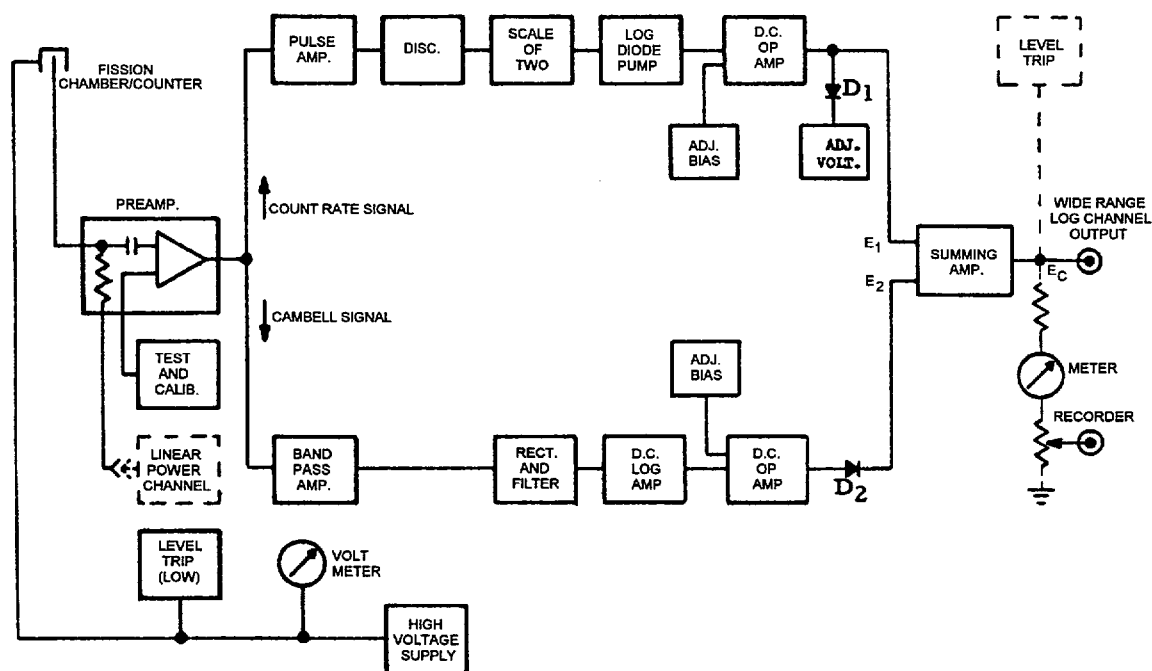 PULSE
AMP.
DISC.
SCALE
OF
TWO
LOG
DIODE
PUMP
D.C.
OP
AMP
LEVEL
TRIP
FISSION
CHAMBER/COUNTER
D1
ADJ.
BIAS
ADJ.
VOLT.
PREAMP.
COUNT RATE SIGNAL
WIDE RANGE
LOG CHANNEL
OUTPUT
E1
E2
SUMMING
AMP.
EC
CAMBELL SIGNAL
TEST
AND
CALIB.
ADJ.
BIAS
METER
RECORDER
LINEAR
POWER
CHANNEL
BAND
PASS
AMP.
RECT.
AND
FILTER
D.C.
LOG
AMP
D.C.
OP
AMP
D2
LEVEL
TRIP
(LOW)
VOLT
METER
HIGH
VOLTAGE
SUPPLY